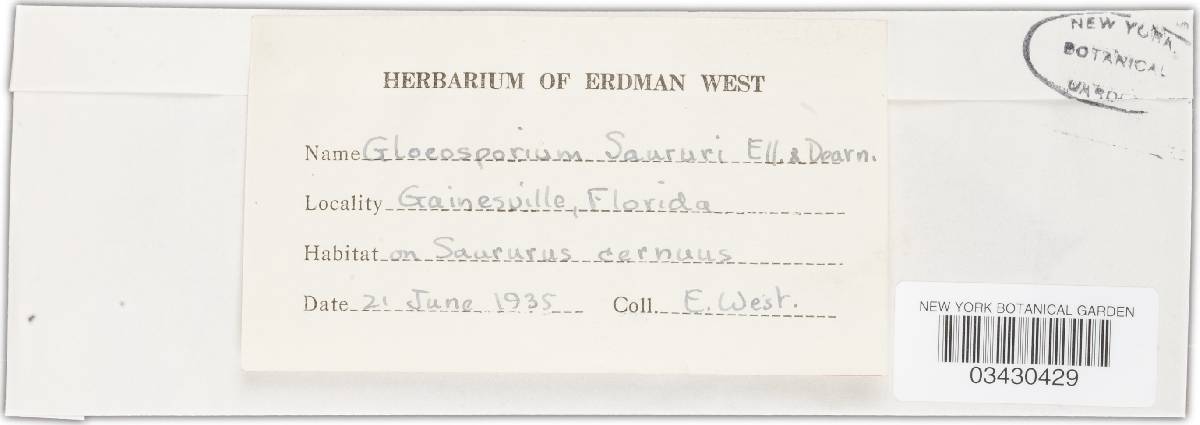 HERBARIUM OF ERDMAN WEST
Name Gloeosporium Saururi Ell. & Dearn.
Locality Gainesville, Florida
Habitat on Saururus cernuus
Date 21 June 1935 Coll. E. West.
NEW YORK
BOTANICAL
NEW YORK BOTANICAL GARDEN
03430429